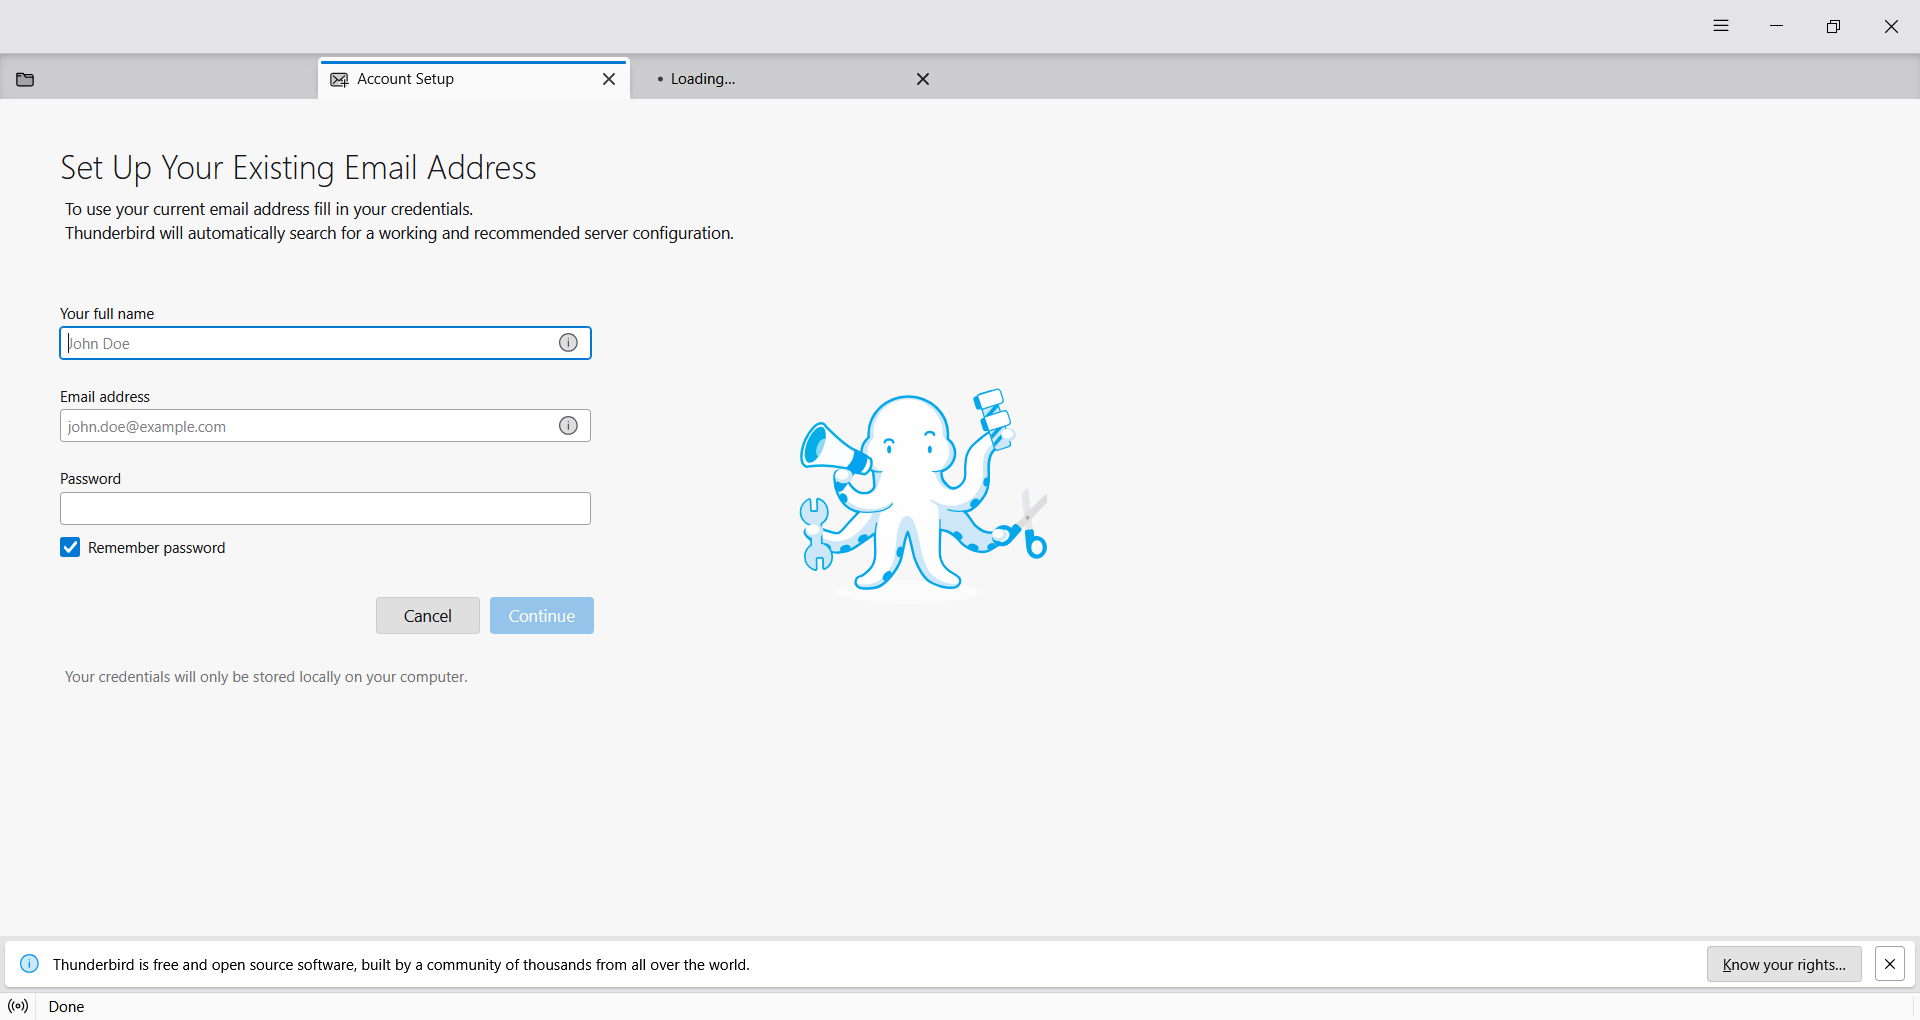 Account Setup
Loading...
Set Up Your Existing Email Address
To use your current email address fill in your credentials.
Thunderbird will automatically search for a working and recommended server configuration.
Your full name
John Doe
Email address
john.doe@example.com
Password
Remember password
Cancel
Continue
Your credentials will only be stored locally on your computer.
Thunderbird is free and open source software, built by a community of thousands from all over the world.
Know your rights...
Done